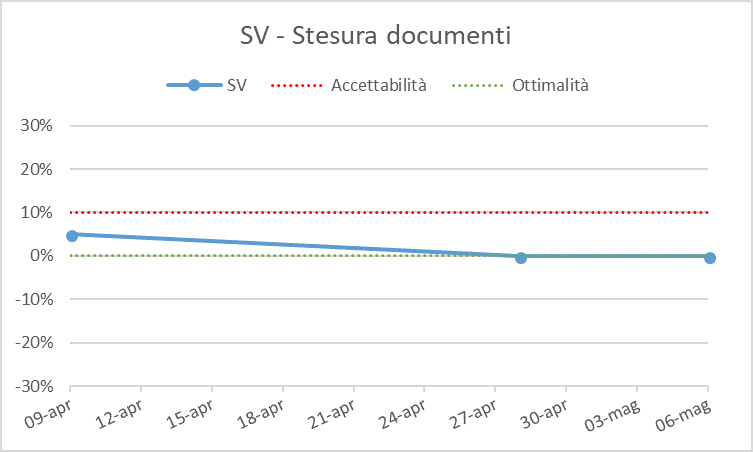 SV - Stesura documenti
SV Accettabilità Ottimalità
30%
20%
10%
0%
-10%
-20%
-30%
09-apr 12-apr 15-apr 18-apr 21-apr 24-apr 27-apr 30-apr 03-mag 06-mag